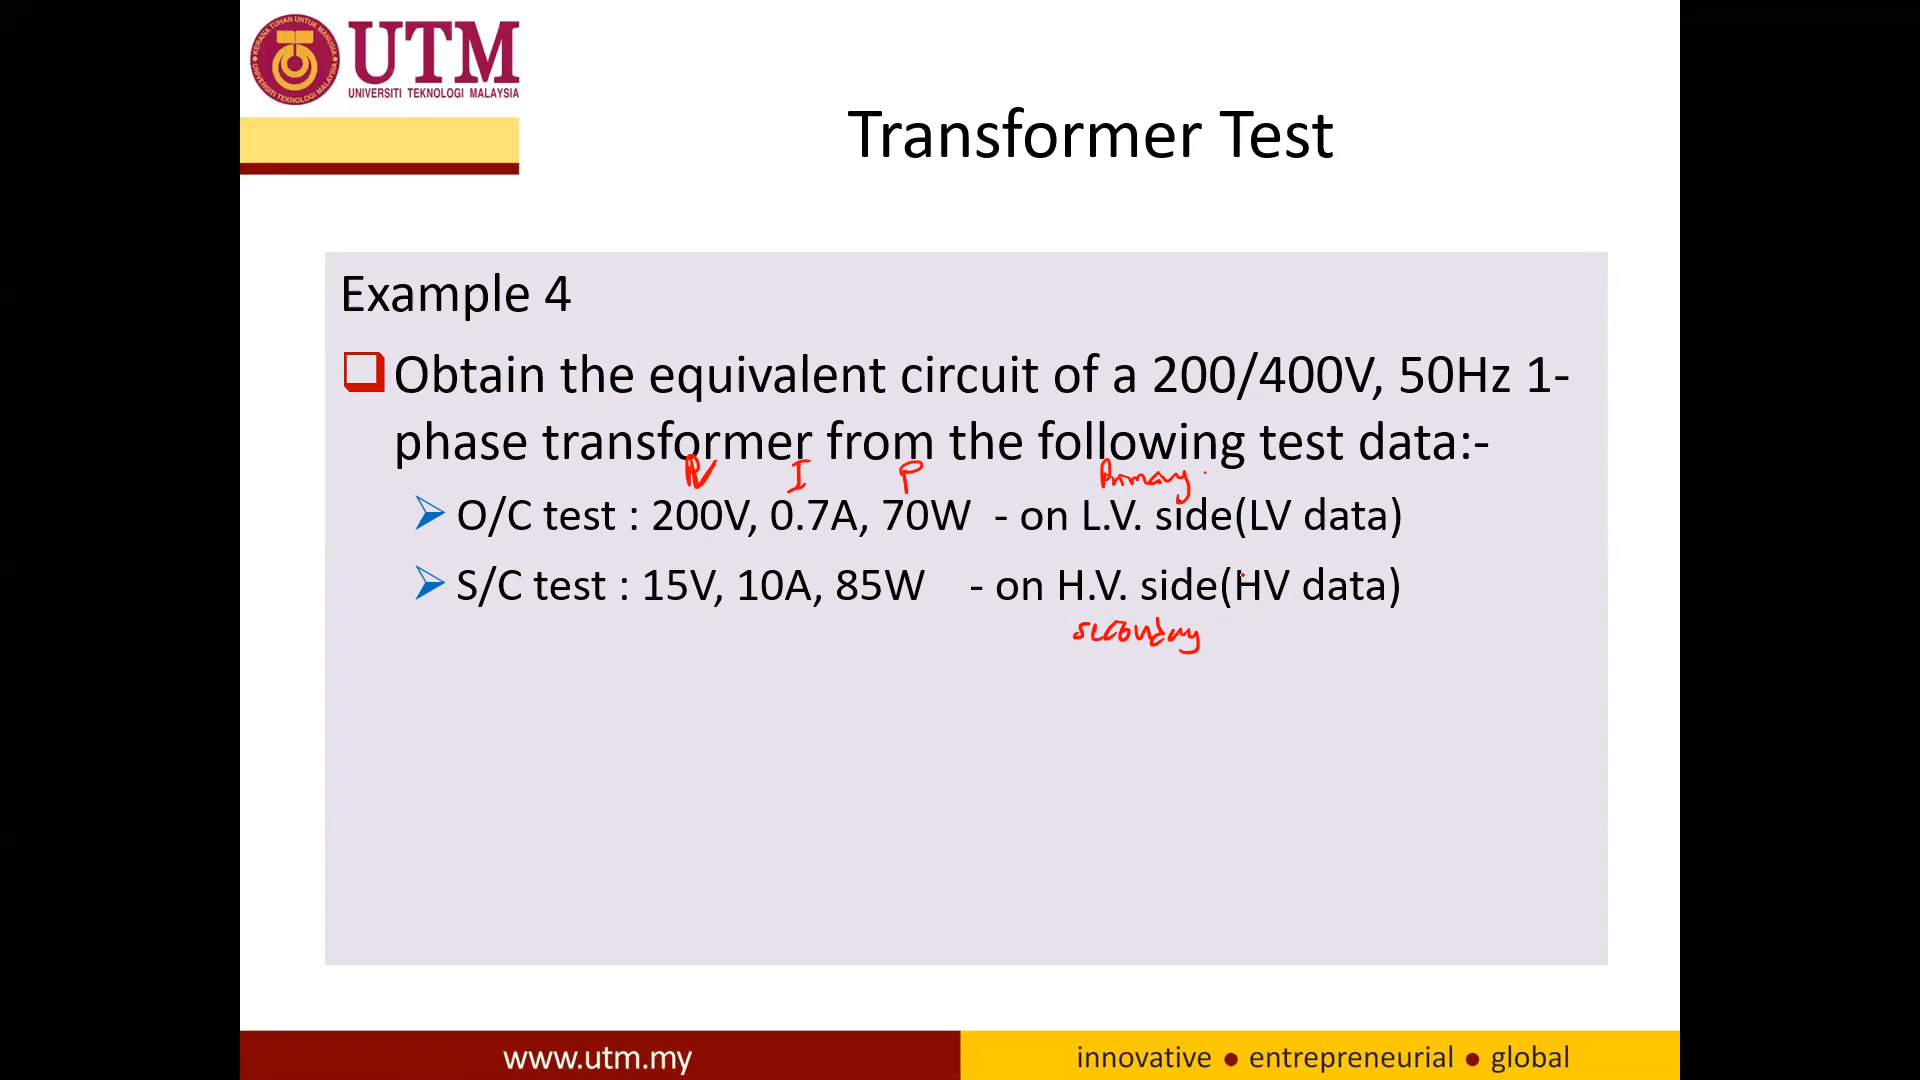 UTM
UNIVERSITI TEKNOLOGI MALAYSIA
Transformer Test
Example 4
Obtain the equivalent circuit of a 200/400V, 50Hz 1-
phase transformer from the following test data:-
I P Primary
O/C test : 200V, 0.7A, 70W - on L.V. side(LV data)
S/C test : 15V, 10A, 85W - on H.V. side(HV data)
secondary
www.utm.my
innovative ● entrepreneurial ● global